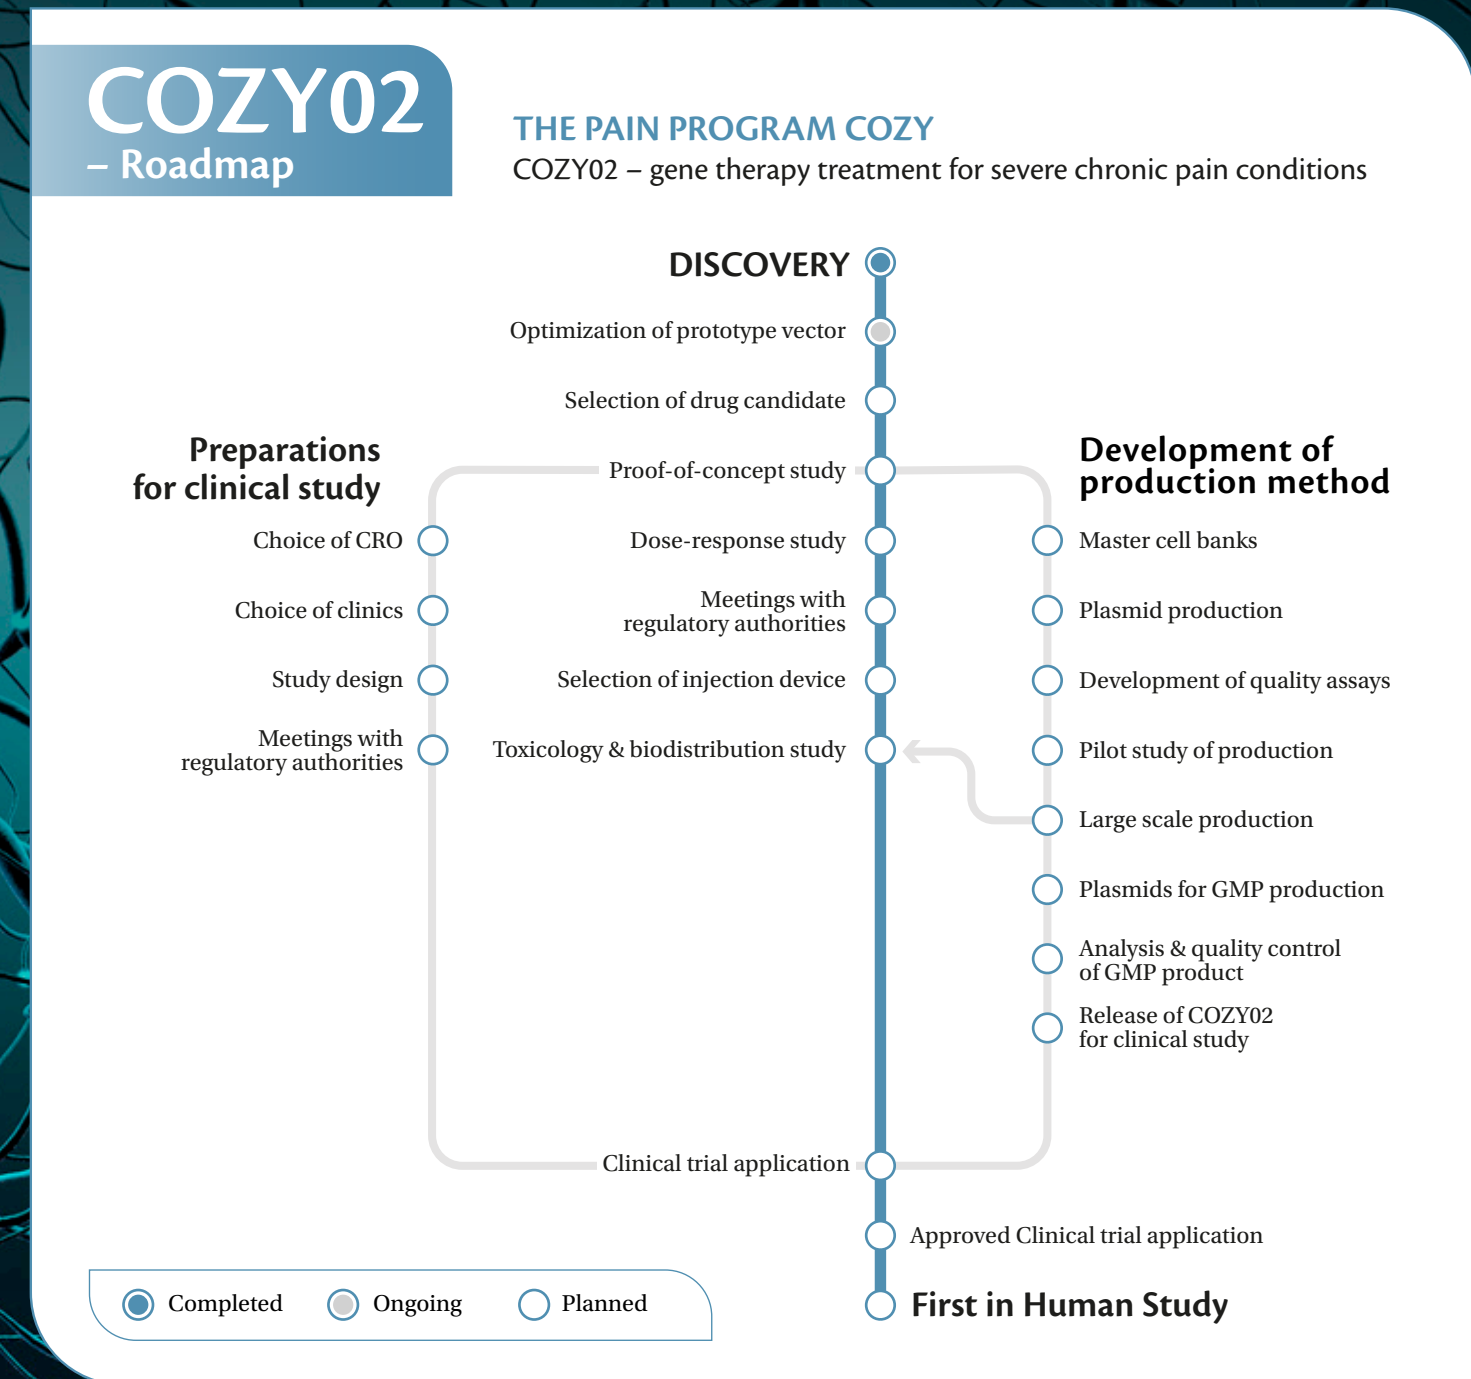 COZY02
– Roadmap
THE PAIN PROGRAM COZY
COZY02 – gene therapy treatment for severe chronic pain conditions
DISCOVERY
Optimization of prototype vector
Selection of drug candidate
Proof-of-concept study
Dose-response study
Meetings with
regulatory authorities
Selection of injection device
Toxicology & biodistribution study
Preparations
for clinical study
Choice of CRO
Choice of clinics
Study design
Meetings with
regulatory authorities
Development of
production method
Master cell banks
Plasmid production
Development of quality assays
Pilot study of production
Large scale production
Plasmids for GMP production
Analysis & quality control
of GMP product
Release of COZY02
for clinical study
Clinical trial application
Approved Clinical trial application
First in Human Study
Completed
Ongoing
Planned